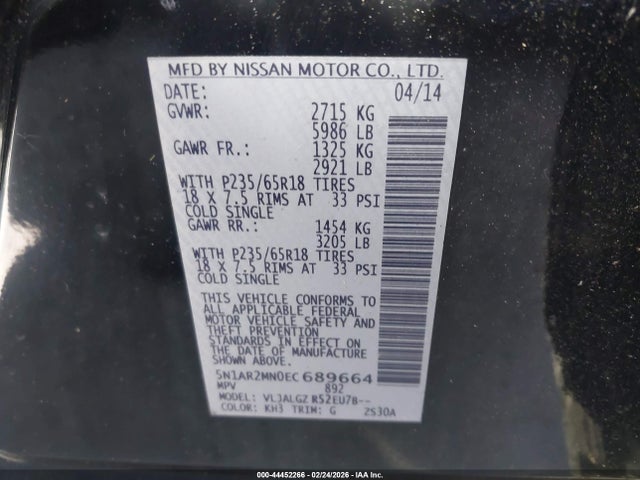 MFD BY NISSAN MOTOR CO., LTD.
DATE: 04/14
GVWR: 2715 KG
5986 LB
GAWR FR.: 1325 KG
2921 LB
WITH P235/65R18 TIRES
18 X 7.5 RIMS AT 33 PSI
COLD SINGLE
GAWR RR.: 1454 KG
3205 LB
WITH P235/65R18 TIRES
18 X 7.5 RIMS AT 33 PSI
COLD SINGLE
THIS VEHICLE CONFORMS TO
ALL APPLICABLE FEDERAL
MOTOR VEHICLE SAFETY AND
THEFT PREVENTION
STANDARDS IN EFFECT ON
THE DATE OF MANUFACTURE
SHOWN ABOVE.
5N1AR2MN0EC689664
MPV 892
MODEL: VLJALGZ R52EU7B--
COLOR: KH3 TRIM: G 2S30A
000-44452266 - 02/24/2026 - IAA Inc.